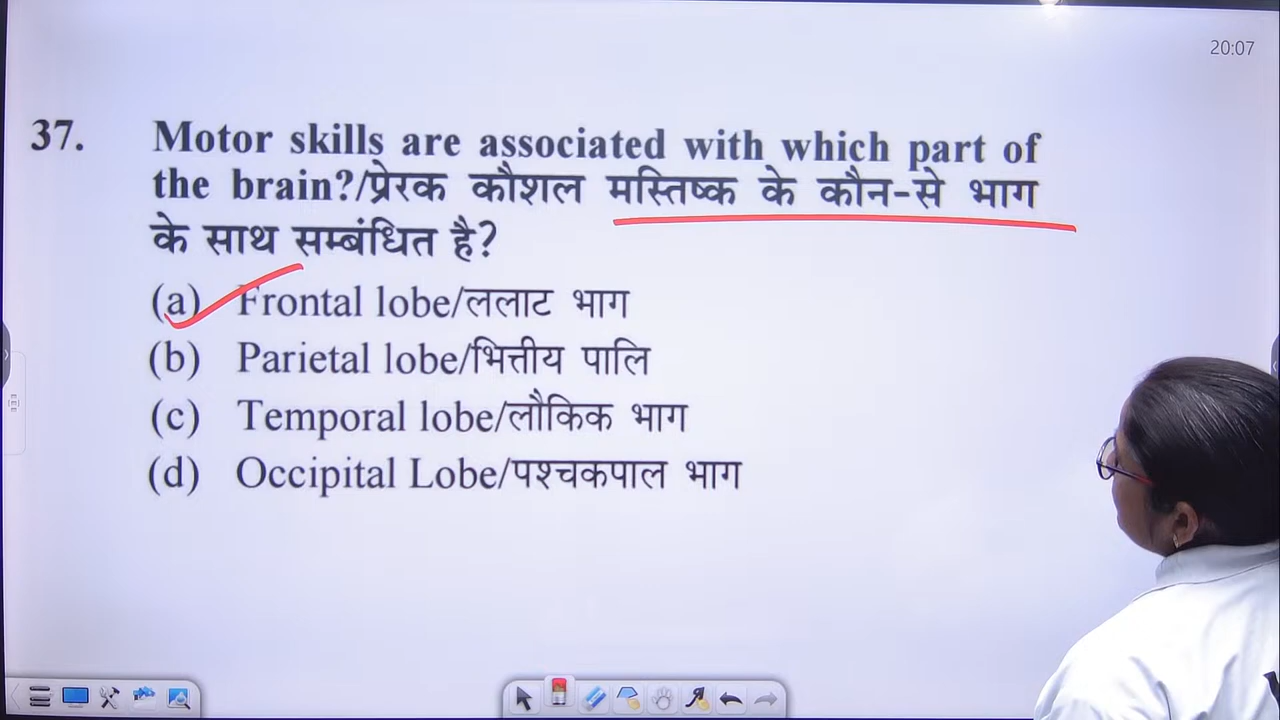 20:07
37. Motor skills are associated with which part of
the brain?/प्रेरक कौशल मस्तिष्क के कौन-से भाग
के साथ सम्बंधित है?
(a) Frontal lobe/ललाट भाग
(b) Parietal lobe/भित्तीय पालि
(c) Temporal lobe/लौकिक भाग
(d) Occipital Lobe/पश्चकपाल भाग